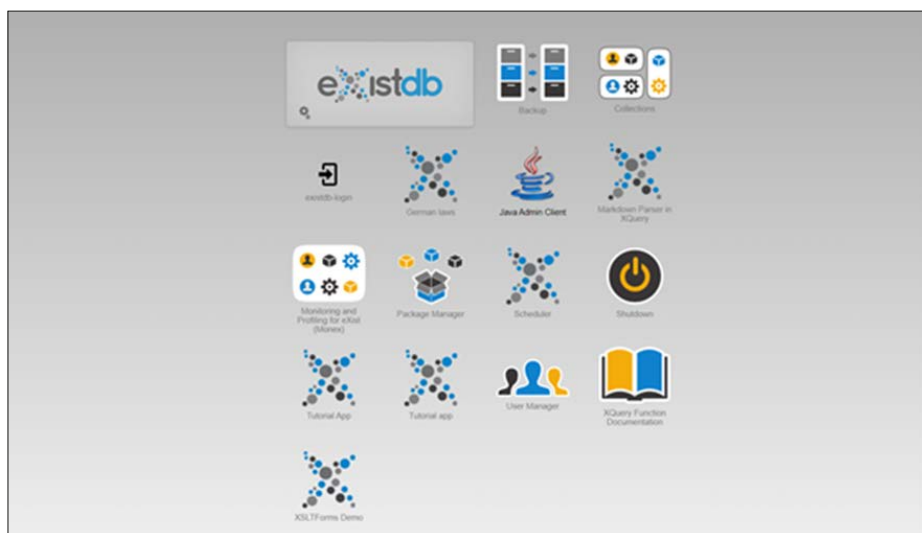 eXistdb
Backup
Collections
existdb-login
German laws
Java Admin Client
Markdown Parser in
XQuery
Monitoring and
Profiling for eXist
(Monex)
Package Manager
Scheduler
Shutdown
Tutorial App
Tutorial app
User Manager
XQuery Function
Documentation
XSLTForms Demo